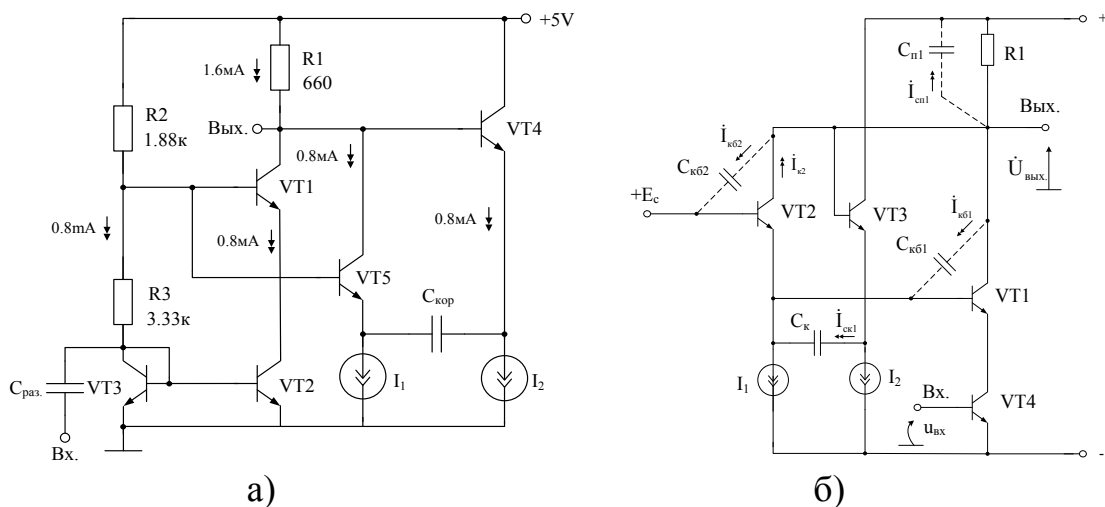 +5V
R1
660
1.6мА
R2
1.88к
Вых.
0.8мА
VT4
VT1
0.8mA
0.8мА
0.8мА
VT5
R3
3.33к
Cкор
Cраз.
VT3
VT2
I1
I2
Вх.
а)
+
Cп1
R1
İсп1
Вых.
İкб2
Cкб2
İк2
U̇вых.
+Eс
VT2
VT3
İкб1
Cкб1
VT1
Cк
İск1
I1
I2
Вх.
VT4
uвх
-
б)